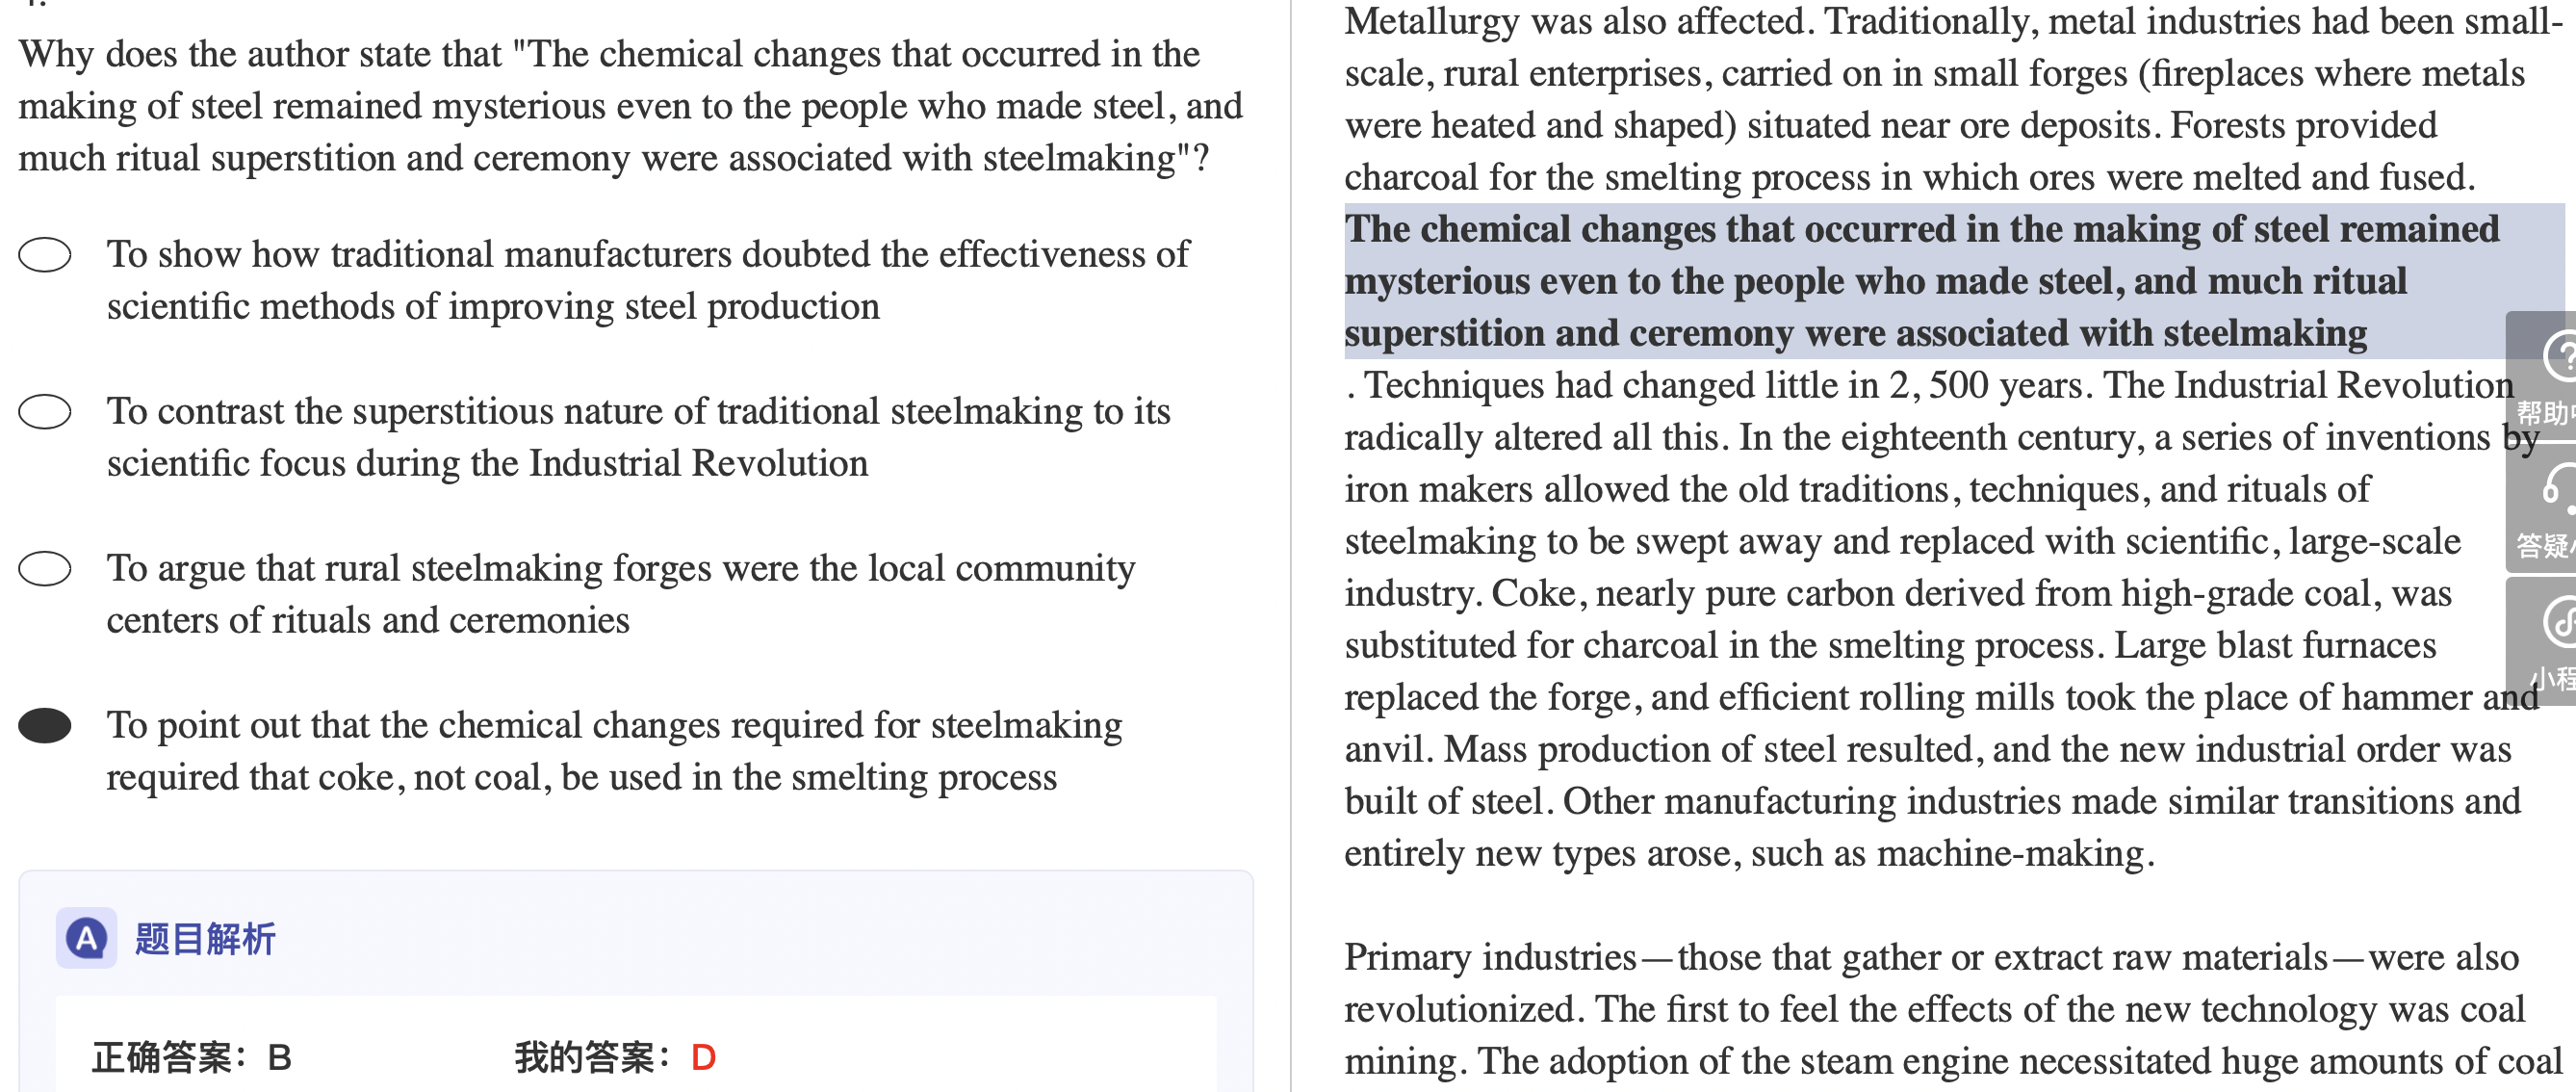 Why does the author state that "The chemical changes that occurred in the
making of steel remained mysterious even to the people who made steel, and
much ritual superstition and ceremony were associated with steelmaking"?
To show how traditional manufacturers doubted the effectiveness of
scientific methods of improving steel production
To contrast the superstitious nature of traditional steelmaking to its
scientific focus during the Industrial Revolution
To argue that rural steelmaking forges were the local community
centers of rituals and ceremonies
To point out that the chemical changes required for steelmaking
required that coke, not coal, be used in the smelting process
A 题目解析
正确答案：B 我的答案：D
Metallurgy was also affected. Traditionally, metal industries had been small-
scale, rural enterprises, carried on in small forges (fireplaces where metals
were heated and shaped) situated near ore deposits. Forests provided
charcoal for the smelting process in which ores were melted and fused.
The chemical changes that occurred in the making of steel remained
mysterious even to the people who made steel, and much ritual
superstition and ceremony were associated with steelmaking
. Techniques had changed little in 2, 500 years. The Industrial Revolution
radically altered all this. In the eighteenth century, a series of inventions by
iron makers allowed the old traditions, techniques, and rituals of
steelmaking to be swept away and replaced with scientific, large-scale
industry. Coke, nearly pure carbon derived from high-grade coal, was
substituted for charcoal in the smelting process. Large blast furnaces
replaced the forge, and efficient rolling mills took the place of hammer and
anvil. Mass production of steel resulted, and the new industrial order was
built of steel. Other manufacturing industries made similar transitions and
entirely new types arose, such as machine-making.
Primary industries—those that gather or extract raw materials—were also
revolutionized. The first to feel the effects of the new technology was coal
mining. The adoption of the steam engine necessitated huge amounts of coal
帮助
答疑
小程